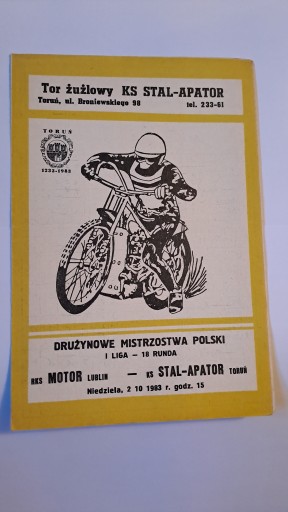 Tor żużlowy KS STAL-APATOR
Toruń, ul. Broniewskiego 98 tel. 233-61
TORUŃ
1233-1983
DRUŻYNOWE MISTRZOSTWA POLSKI
I LIGA - 18 RUNDA
RKS MOTOR LUBLIN — KS STAL-APATOR TORUŃ
Niedziela, 2 10 1983 r. godz. 15